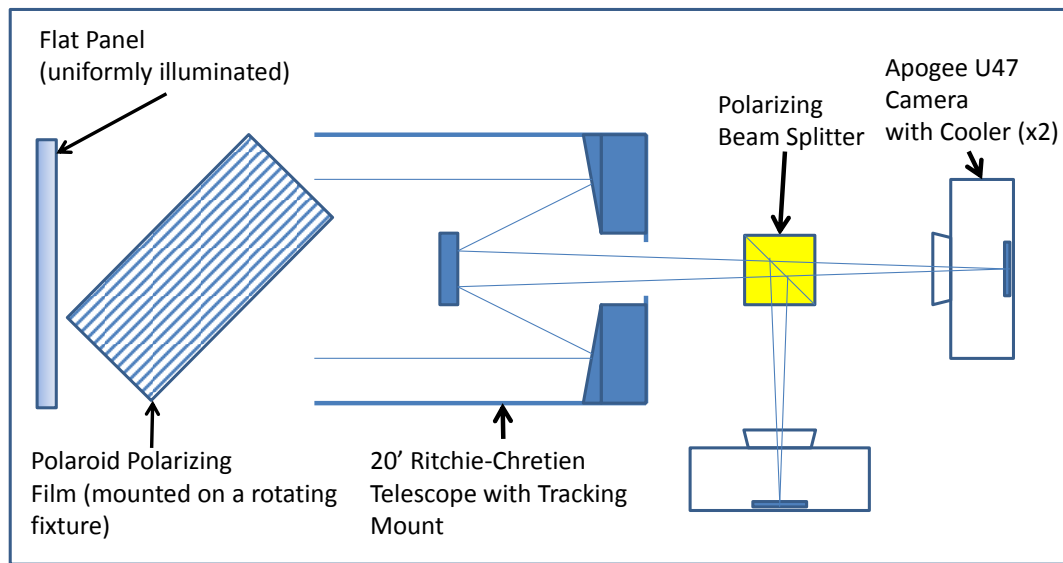 Flat Panel
(uniformly illuminated)
Polarizing
Beam Splitter
Apogee U47
Camera
with Cooler (x2)
Polaroid Polarizing
Film (mounted on a rotating
fixture)
20' Ritchie-Chretien
Telescope with Tracking
Mount